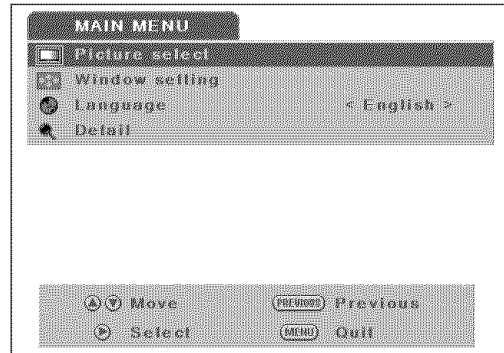 MAIN MENU
Picture select
Window setting
Language < English >
Detail
Move PREVIOUS Previous
Select MENU Quit